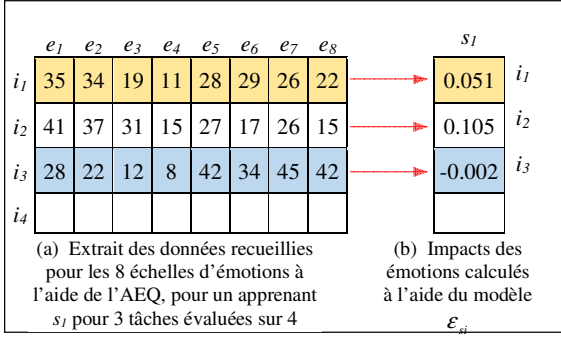 e1 e2 e3 e4 e5 e6 e7 e8 s1
i1 35 34 19 11 28 29 26 22 0.051 i1
i2 41 37 31 15 27 17 26 15 0.105 i2
i3 28 22 12 8 42 34 45 42 -0.002 i3
i4
(a) Extrait des données recueillies
pour les 8 échelles d'émotions à
l'aide de l'AEQ, pour un apprenant
s1 pour 3 tâches évaluées sur 4
(b) Impacts des
émotions calculés
à l'aide du modèle
εsi